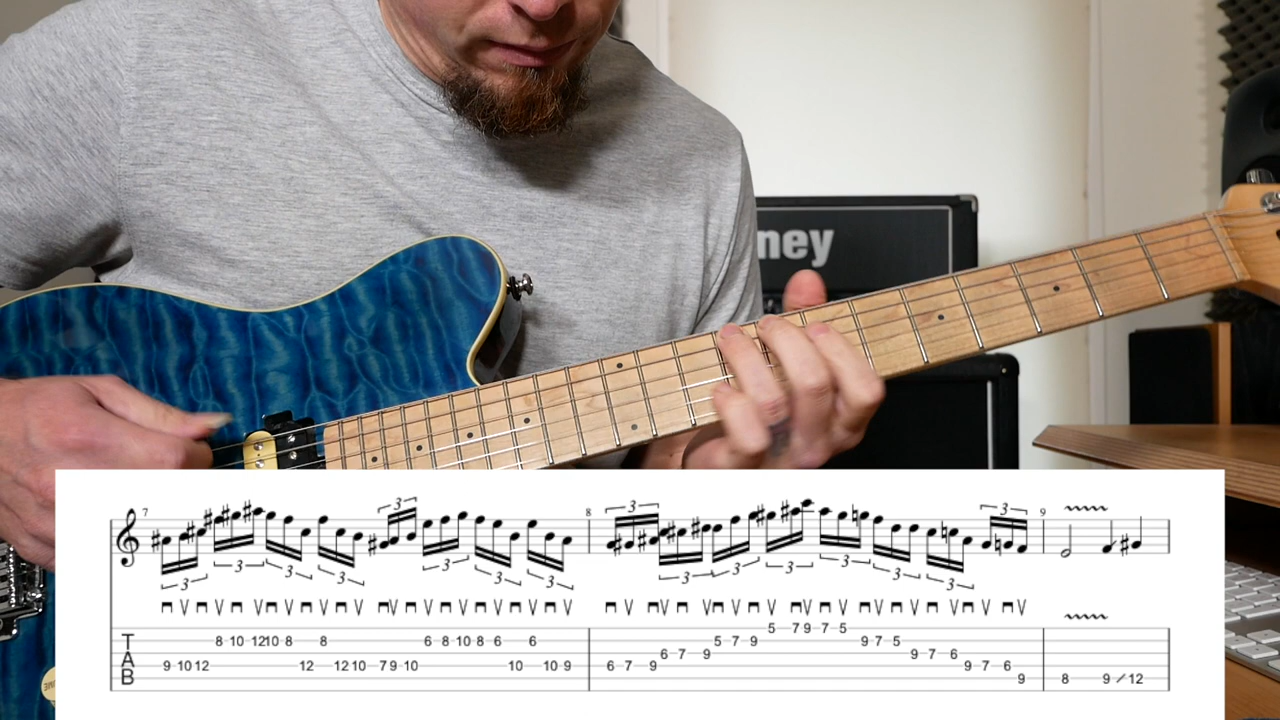 ney
7 3 8 3 3 9
3 3 3 3 3 3 3 3 3 3 3 3 3
5 7 9 7 5
T 8 10 12 10 8 8 6 8 10 8 6 6 5 7 9 9 7 5
A 6 7 9 9 7 6
9 10 12 12 12 10 7 9 10 10 10 9 6 7 9 9 7 6
B 9 8 9 / 12